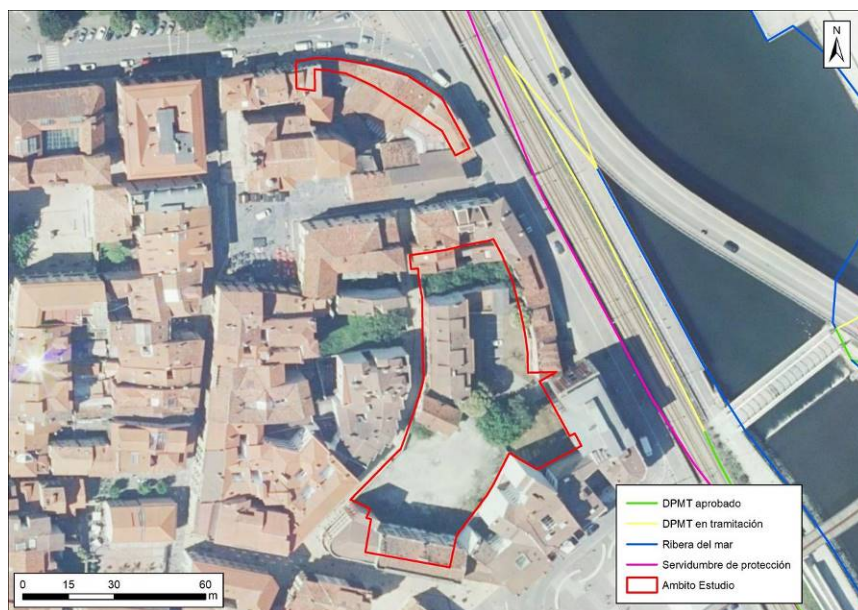 N
DPMT aprobado
DPMT en tramitación
Ribera del mar
Servidumbre de protección
Ambito Estudio
0 15 30 60
m